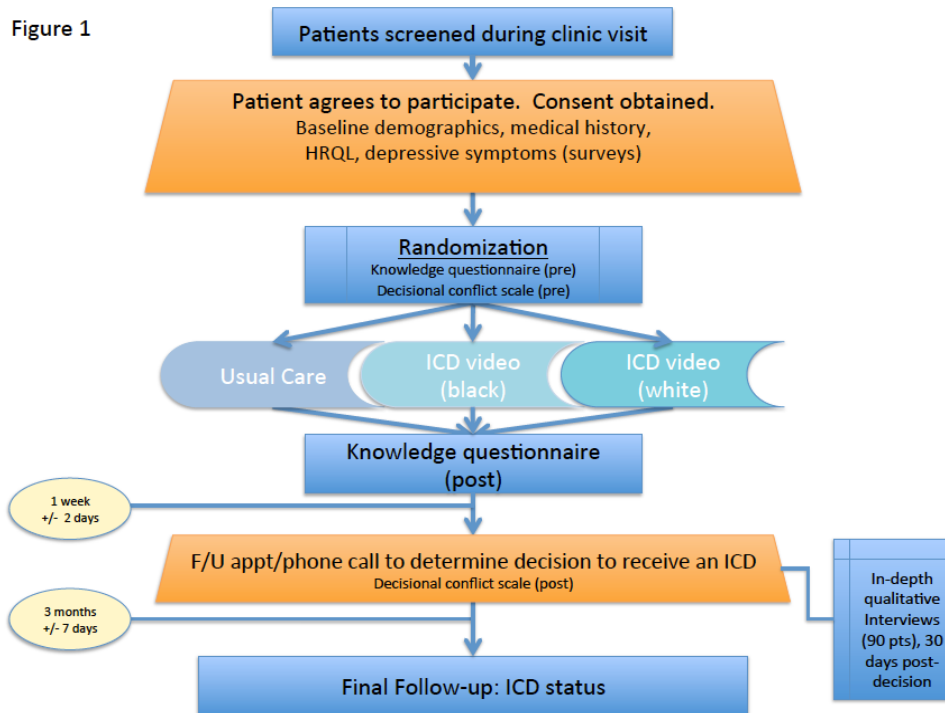 Figure 1
Patients screened during clinic visit
Patient agrees to participate.  Consent obtained.
Baseline demographics, medical history,
HRQL, depressive symptoms (surveys)
Randomization
Knowledge questionnaire (pre)
Decisional conflict scale (pre)
Usual Care
ICD video
(black)
ICD video
(white)
Knowledge questionnaire
(post)
1 week
+/-  2 days
F/U appt/phone call to determine decision to receive an ICD
Decisional conflict scale (post)
In-depth
qualitative
Interviews
(90 pts), 30
days post-
decision
3 months
+/- 7 days
Final Follow-up: ICD status